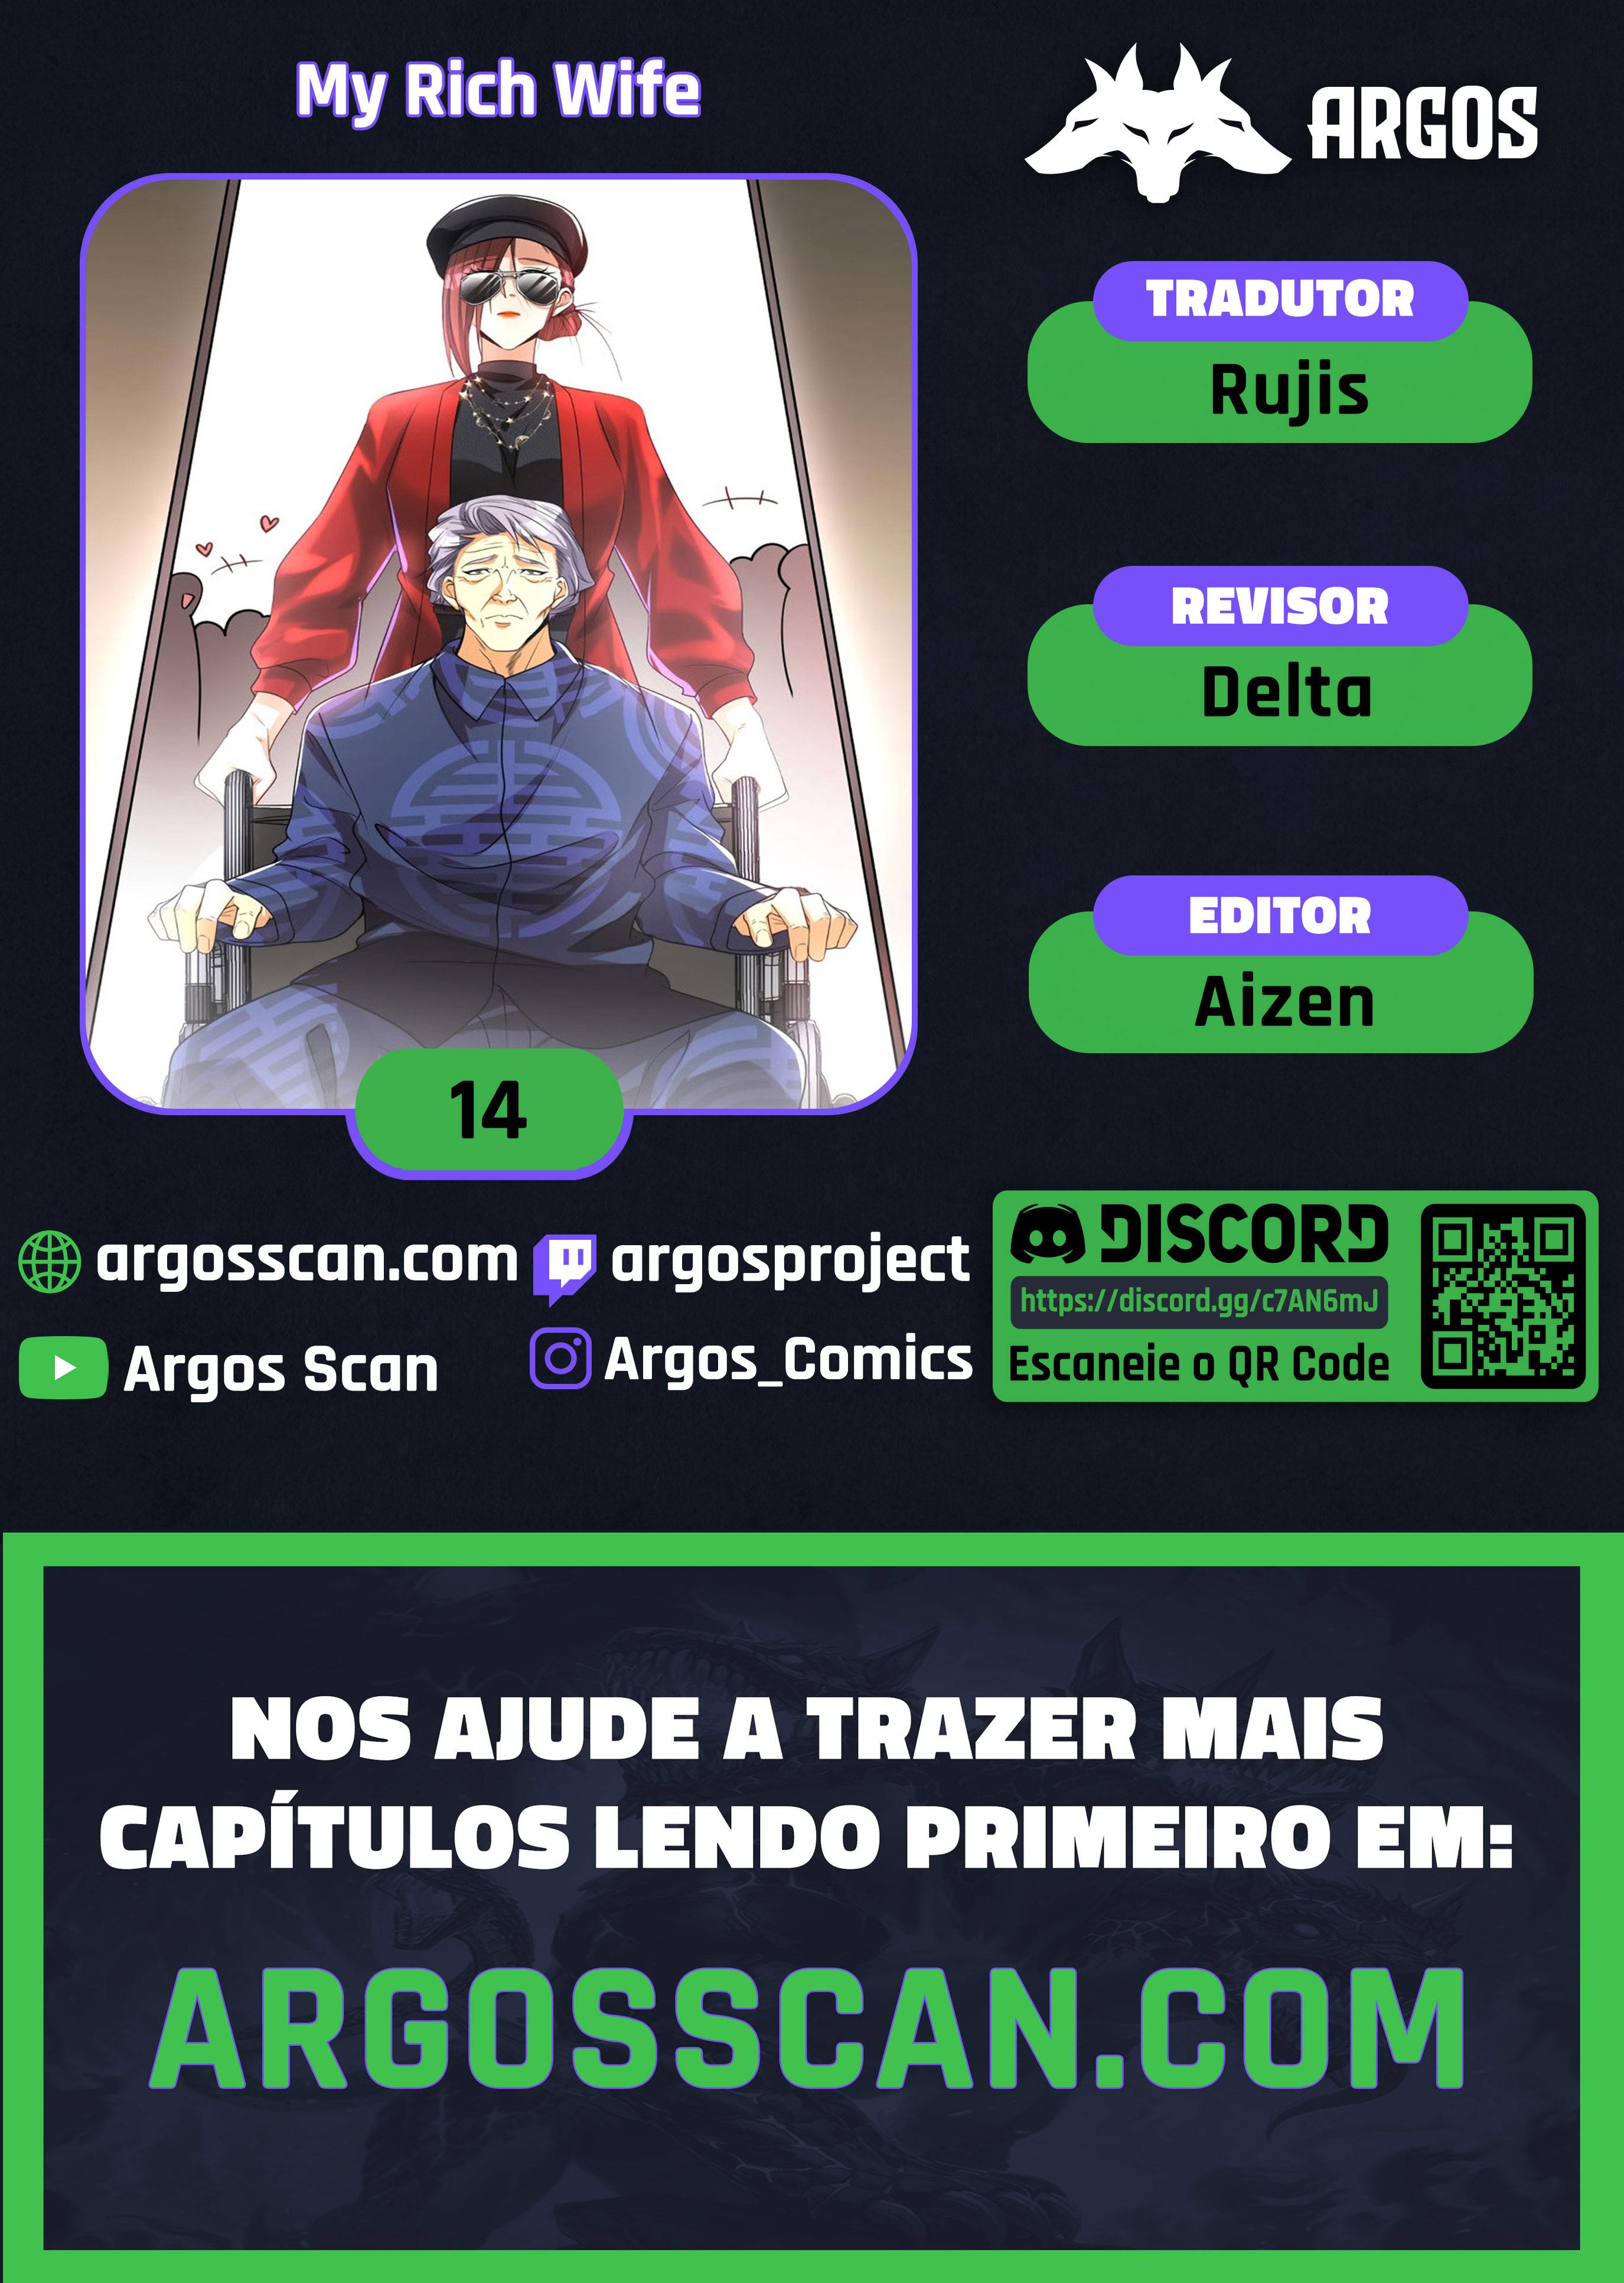 My Rich Wife
ARGOS
TRADUTOR
Rujis
REVISOR
Delta
EDITOR
Aizen
14
argosscan.com
argosproject
Argos Scan
Argos_Comics
DISCORD
https://discord.gg/c7AN6mJ
Escaneie o QR Code
NOS AJUDE A TRAZER MAIS
CAPÍTULOS LENDO PRIMEIRO EM:
ARGOSSCAN.COM